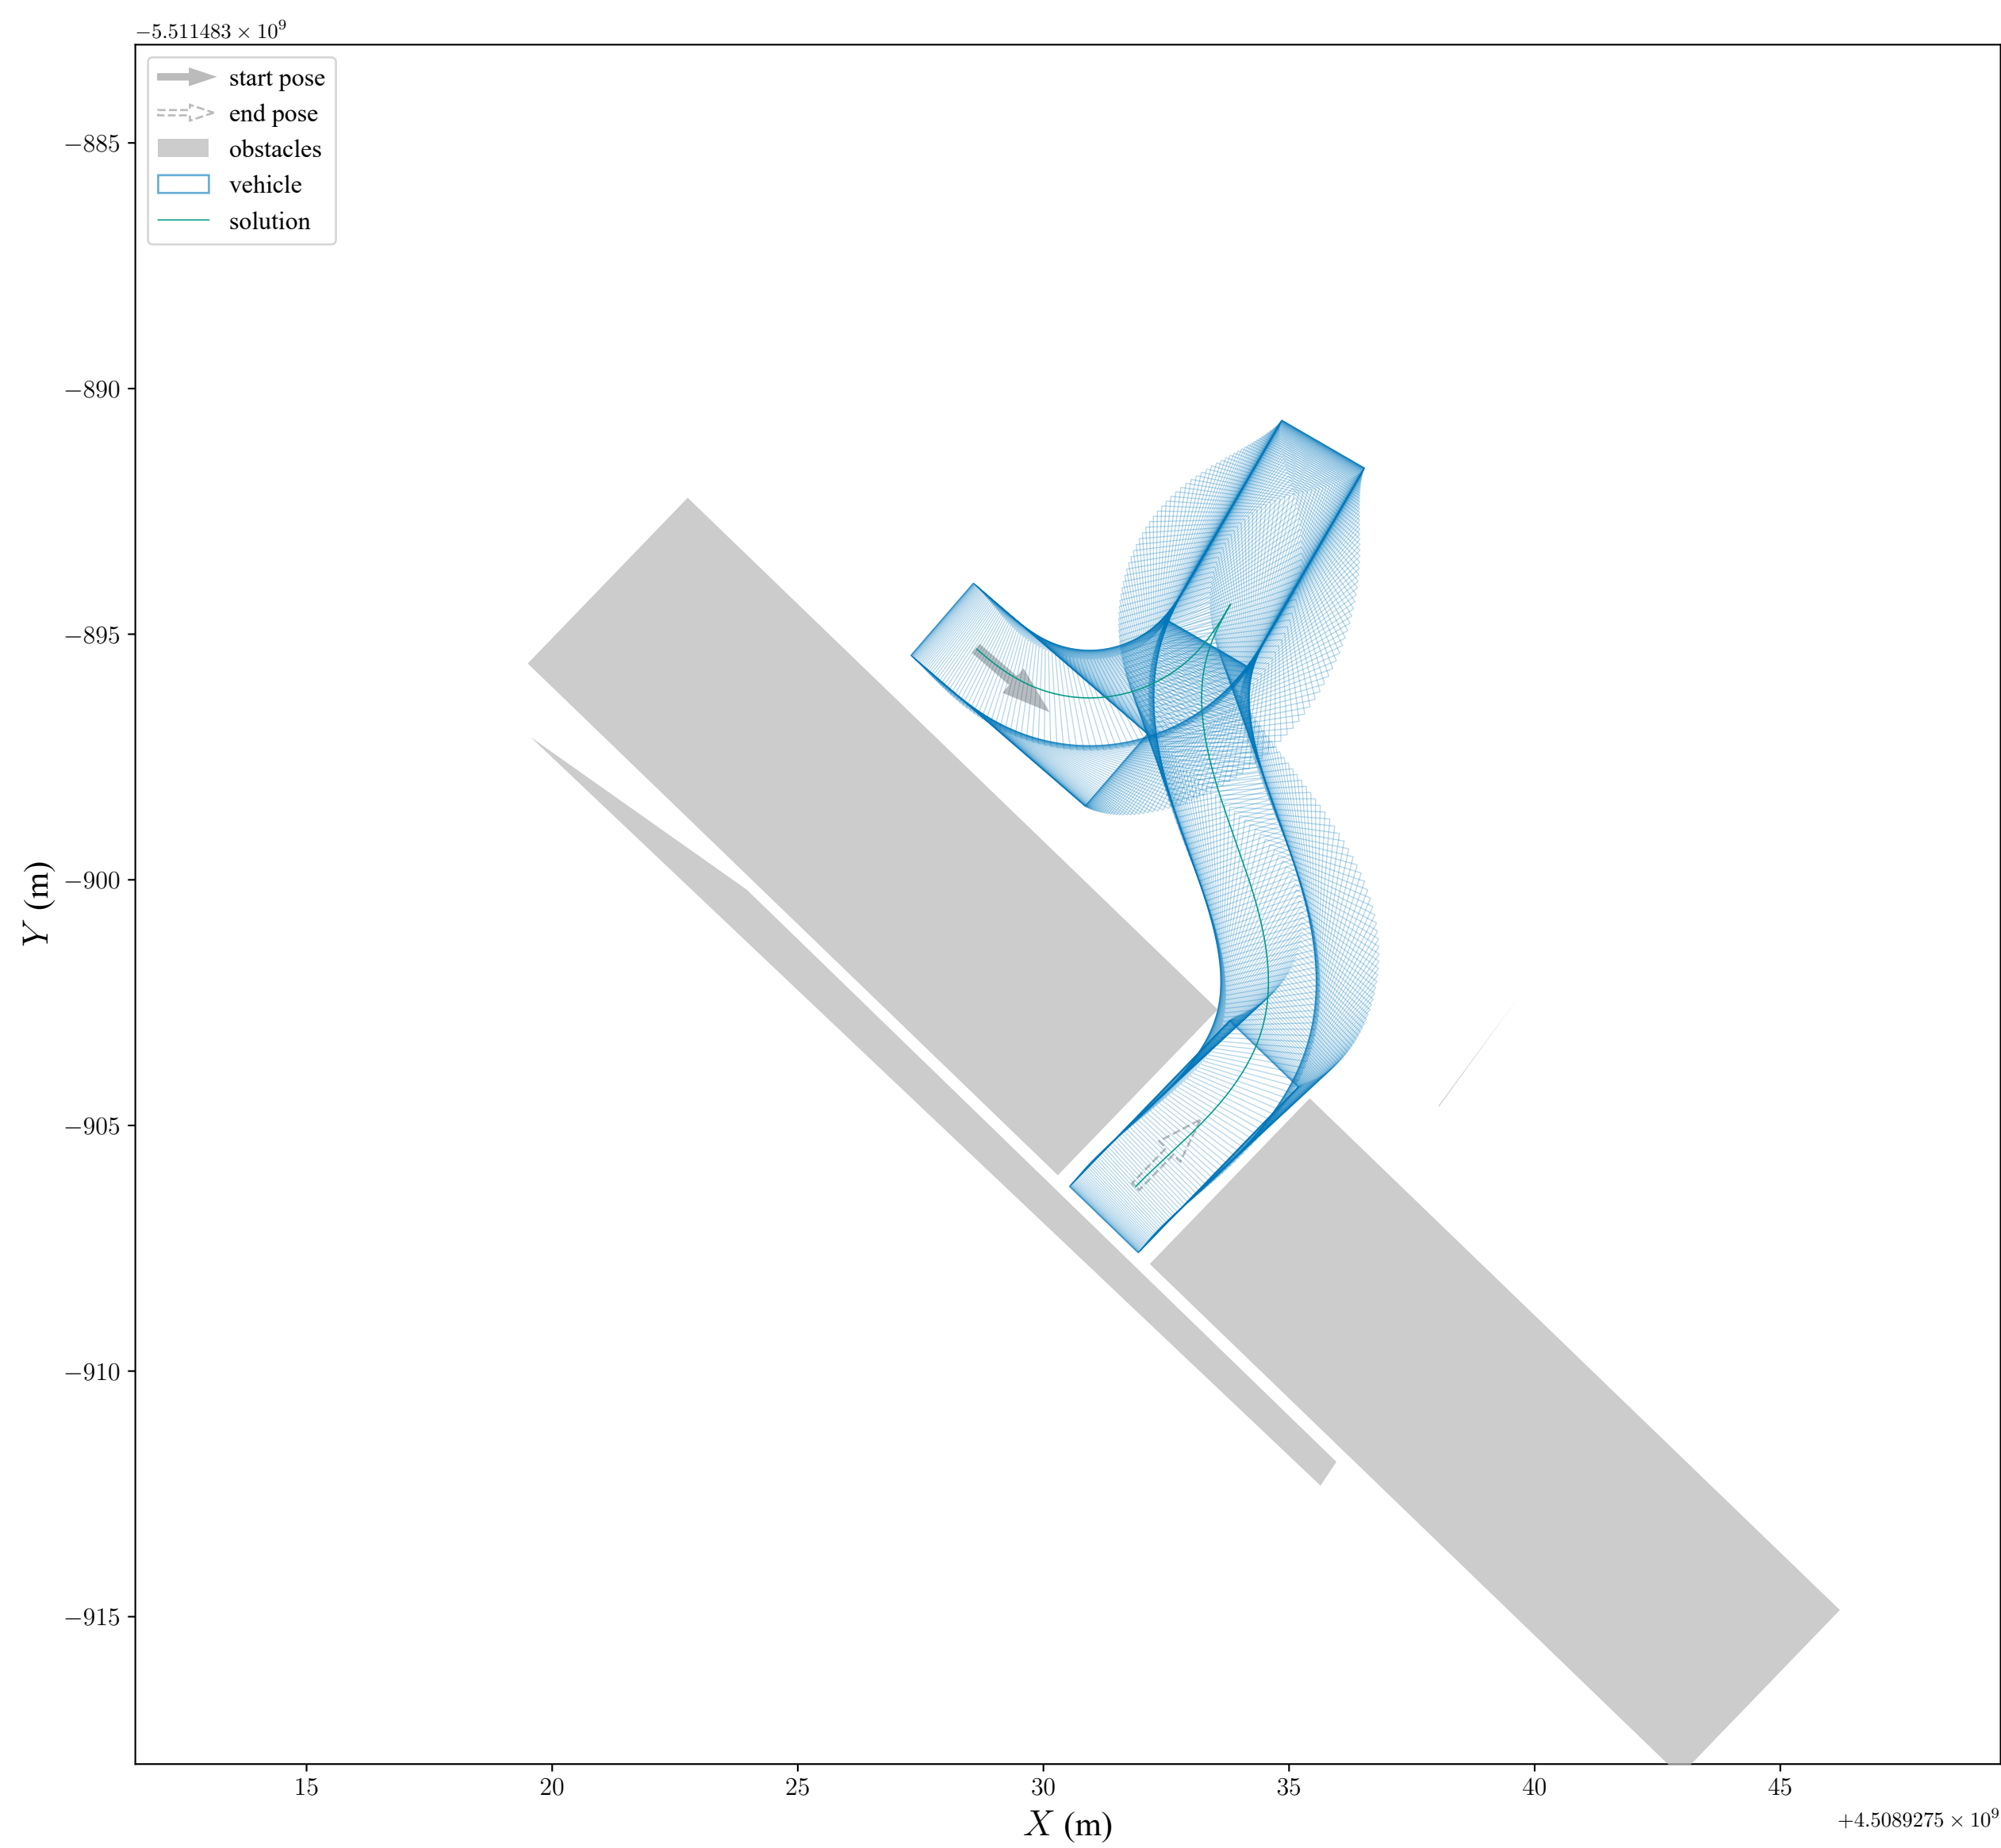 −5.511483 × 10⁹
start pose
end pose
obstacles
vehicle
solution
−885
−890
−895
−900
−905
−910
−915
Y (m)
15 20 25 30 35 40 45
X (m)
+4.5089275 × 10⁹